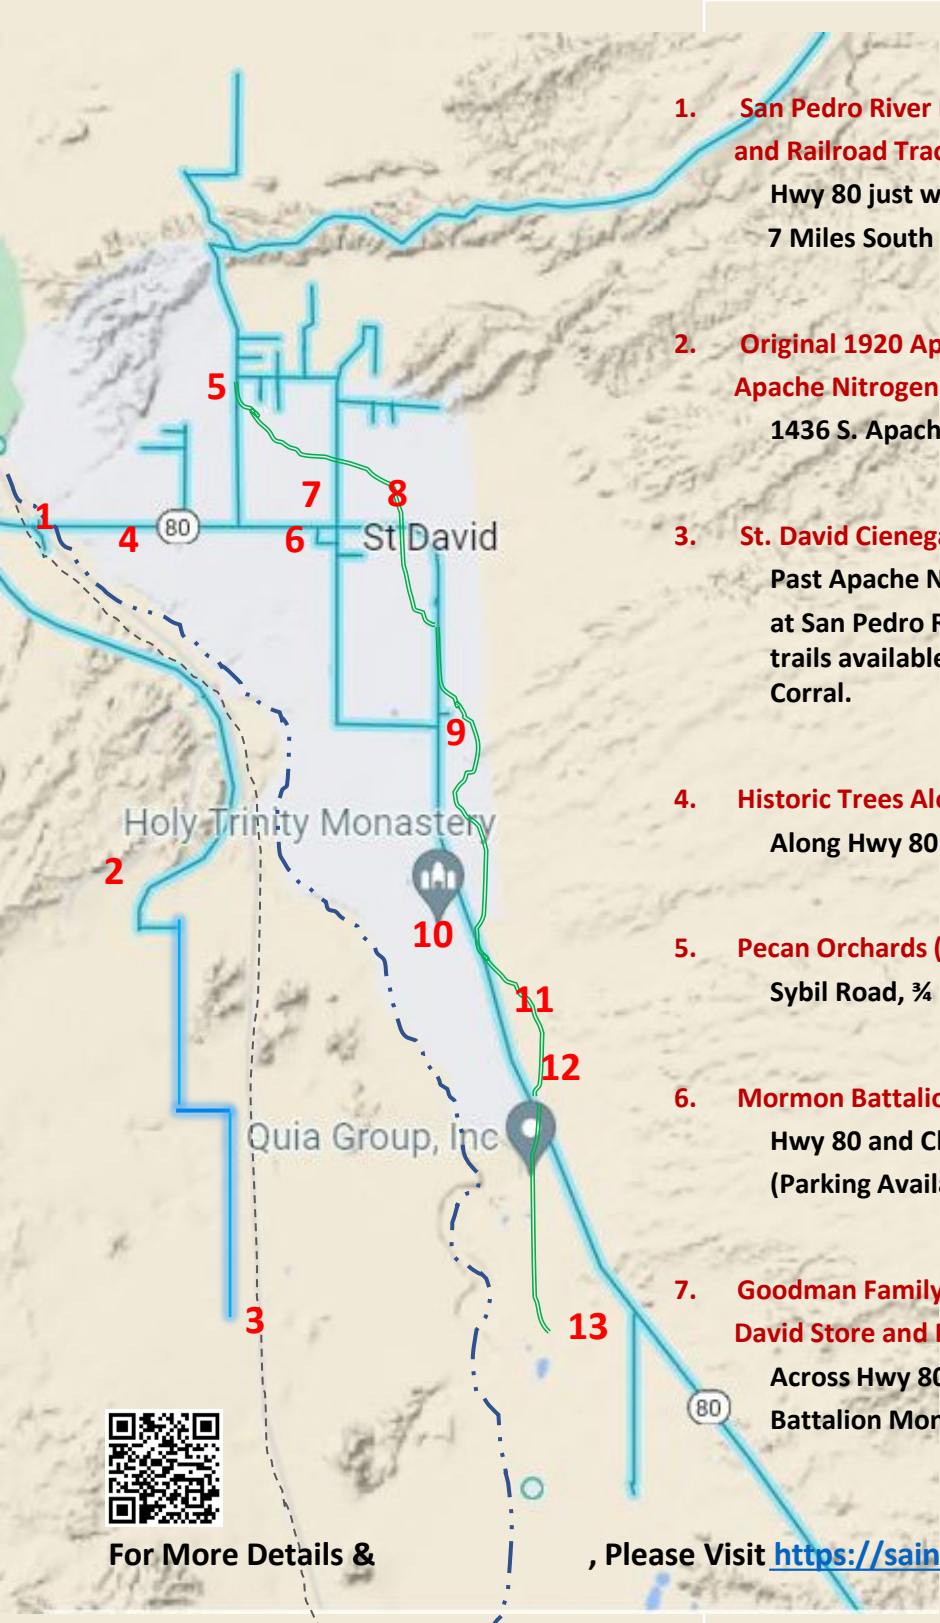 1. San Pedro River
and Railroad Trac
Hwy 80 just w
7 Miles South
2. Original 1920 Ap
Apache Nitrogen
1436 S. Apach
3. St. David Cienega
Past Apache N
at San Pedro R
trails available
Corral.
4. Historic Trees Alo
Along Hwy 80
5. Pecan Orchards (
Sybil Road, ¾
6. Mormon Battalio
Hwy 80 and Cl
(Parking Availa
7. Goodman Family
David Store and
Across Hwy 80
Battalion Mon
5
7
8
1
4
80
6
St David
9
Holy Trinity Monastery
2
10
11
12
Quia Group, Inc
3
13
80
For More Details & , Please Visit https://sain